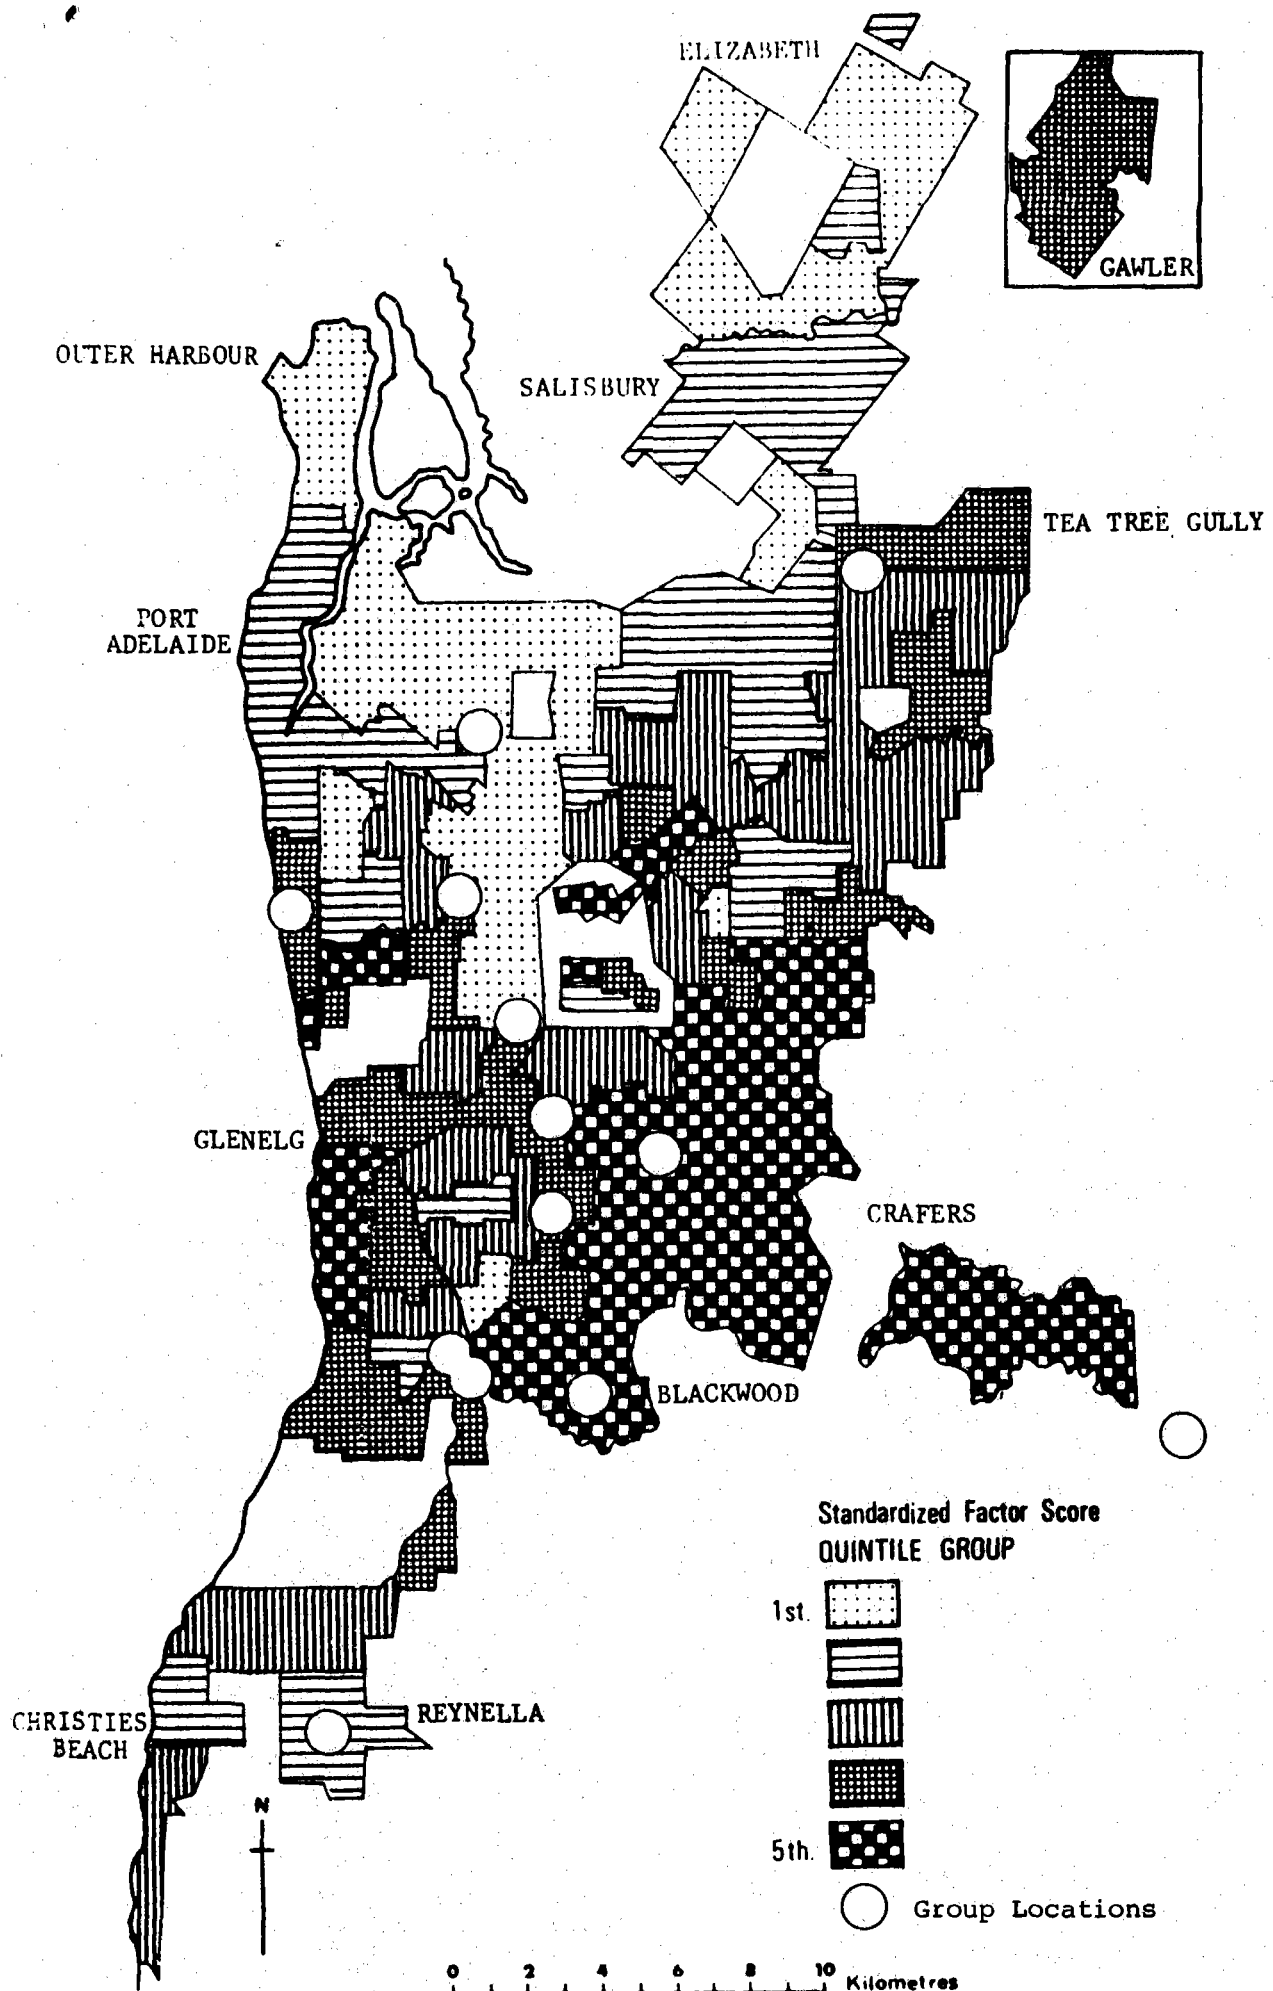 ELIZABETH
GAWLER
OUTER HARBOUR
SALISBURY
TEA TREE GULLY
PORT
ADELAIDE
GLENELG
CRAFERS
BLACKWOOD
Standardized Factor Score
QUINTILE GROUP
1st.
5th.
Group Locations
REYNELLA
CHRISTIES
BEACH
N
0 2 4 6 8 10 Kilometres